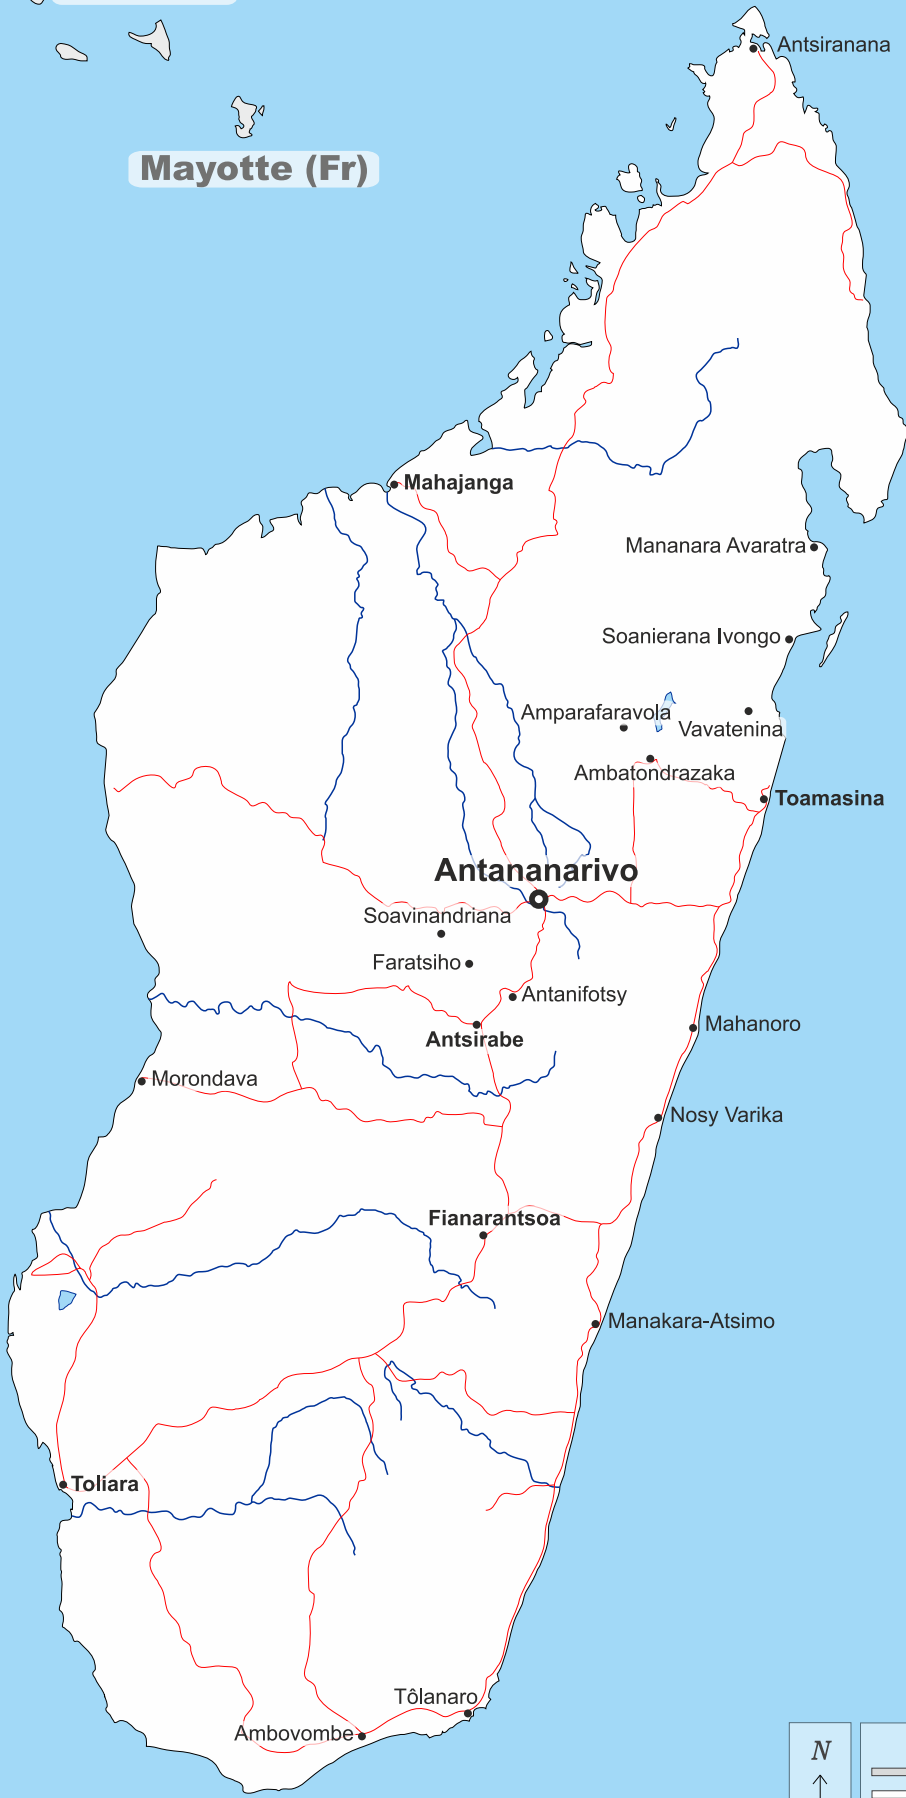 Antsiranana
Mayotte (Fr)
Mahajanga
Mananara Avaratra
Soanierana Ivongo
Amparafaravola
Vavatenina
Ambatondrazaka
Toamasina
Antananarivo
Soavinandriana
Faratsiho
Antanifotsy
Antsirabe
Mahanoro
Morondava
Nosy Varika
Fianarantsoa
Manakara-Atsimo
Toliara
Tôlanaro
Ambovombe
N